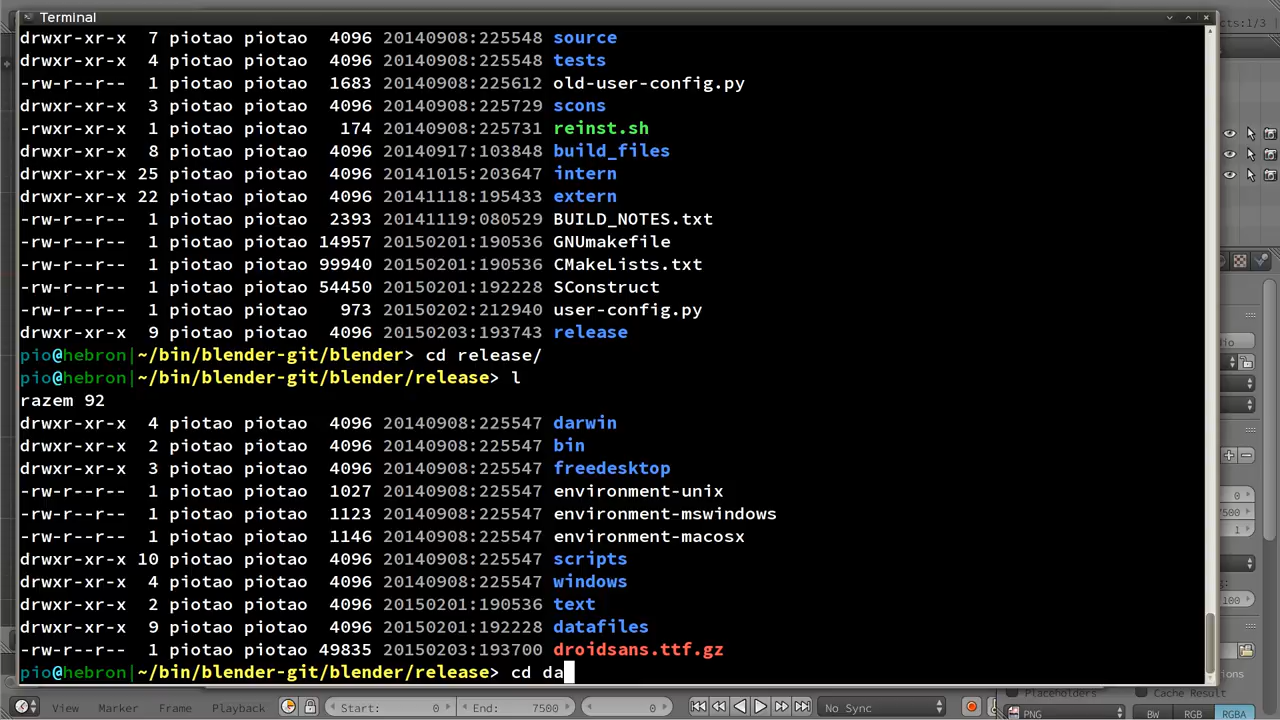 Terminal
drwxr-xr-x  7 piotao piotao  4096 20140908:225548 source
drwxr-xr-x  4 piotao piotao  4096 20140908:225548 tests
-rw-r--r--  1 piotao piotao  1683 20140908:225612 old-user-config.py
drwxr-xr-x  3 piotao piotao  4096 20140908:225729 scons
-rwxr-xr-x  1 piotao piotao   174 20140908:225731 reinst.sh
drwxr-xr-x  8 piotao piotao  4096 20140917:103848 build_files
drwxr-xr-x 25 piotao piotao  4096 20141015:203647 intern
drwxr-xr-x 22 piotao piotao  4096 20141118:195433 extern
-rw-r--r--  1 piotao piotao  2393 20141119:080529 BUILD_NOTES.txt
-rw-r--r--  1 piotao piotao 14957 20150201:190536 GNUmakefile
-rw-r--r--  1 piotao piotao 99940 20150201:190536 CMakeLists.txt
-rw-r--r--  1 piotao piotao 54450 20150201:192228 SConstruct
-rw-r--r--  1 piotao piotao   973 20150202:212940 user-config.py
drwxr-xr-x  9 piotao piotao  4096 20150203:193743 release
pio@hebron|~/bin/blender-git/blender> cd release/
pio@hebron|~/bin/blender-git/blender/release> l
razem 92
drwxr-xr-x  4 piotao piotao  4096 20140908:225547 darwin
drwxr-xr-x  2 piotao piotao  4096 20140908:225547 bin
drwxr-xr-x  3 piotao piotao  4096 20140908:225547 freedesktop
-rw-r--r--  1 piotao piotao  1027 20140908:225547 environment-unix
-rw-r--r--  1 piotao piotao  1123 20140908:225547 environment-mswindows
-rw-r--r--  1 piotao piotao  1146 20140908:225547 environment-macosx
drwxr-xr-x 10 piotao piotao  4096 20140908:225547 scripts
drwxr-xr-x  4 piotao piotao  4096 20140908:225547 windows
drwxr-xr-x  2 piotao piotao  4096 20150201:190536 text
drwxr-xr-x  9 piotao piotao  4096 20150201:192228 datafiles
-rw-r--r--  1 piotao piotao 49835 20150203:193700 droidsans.ttf.gz
pio@hebron|~/bin/blender-git/blender/release> cd da
View Marker Frame Playback Start: 0 End: 7500 0 No Sync
Placeholders Cache Result
PNG BW RGB RGBA